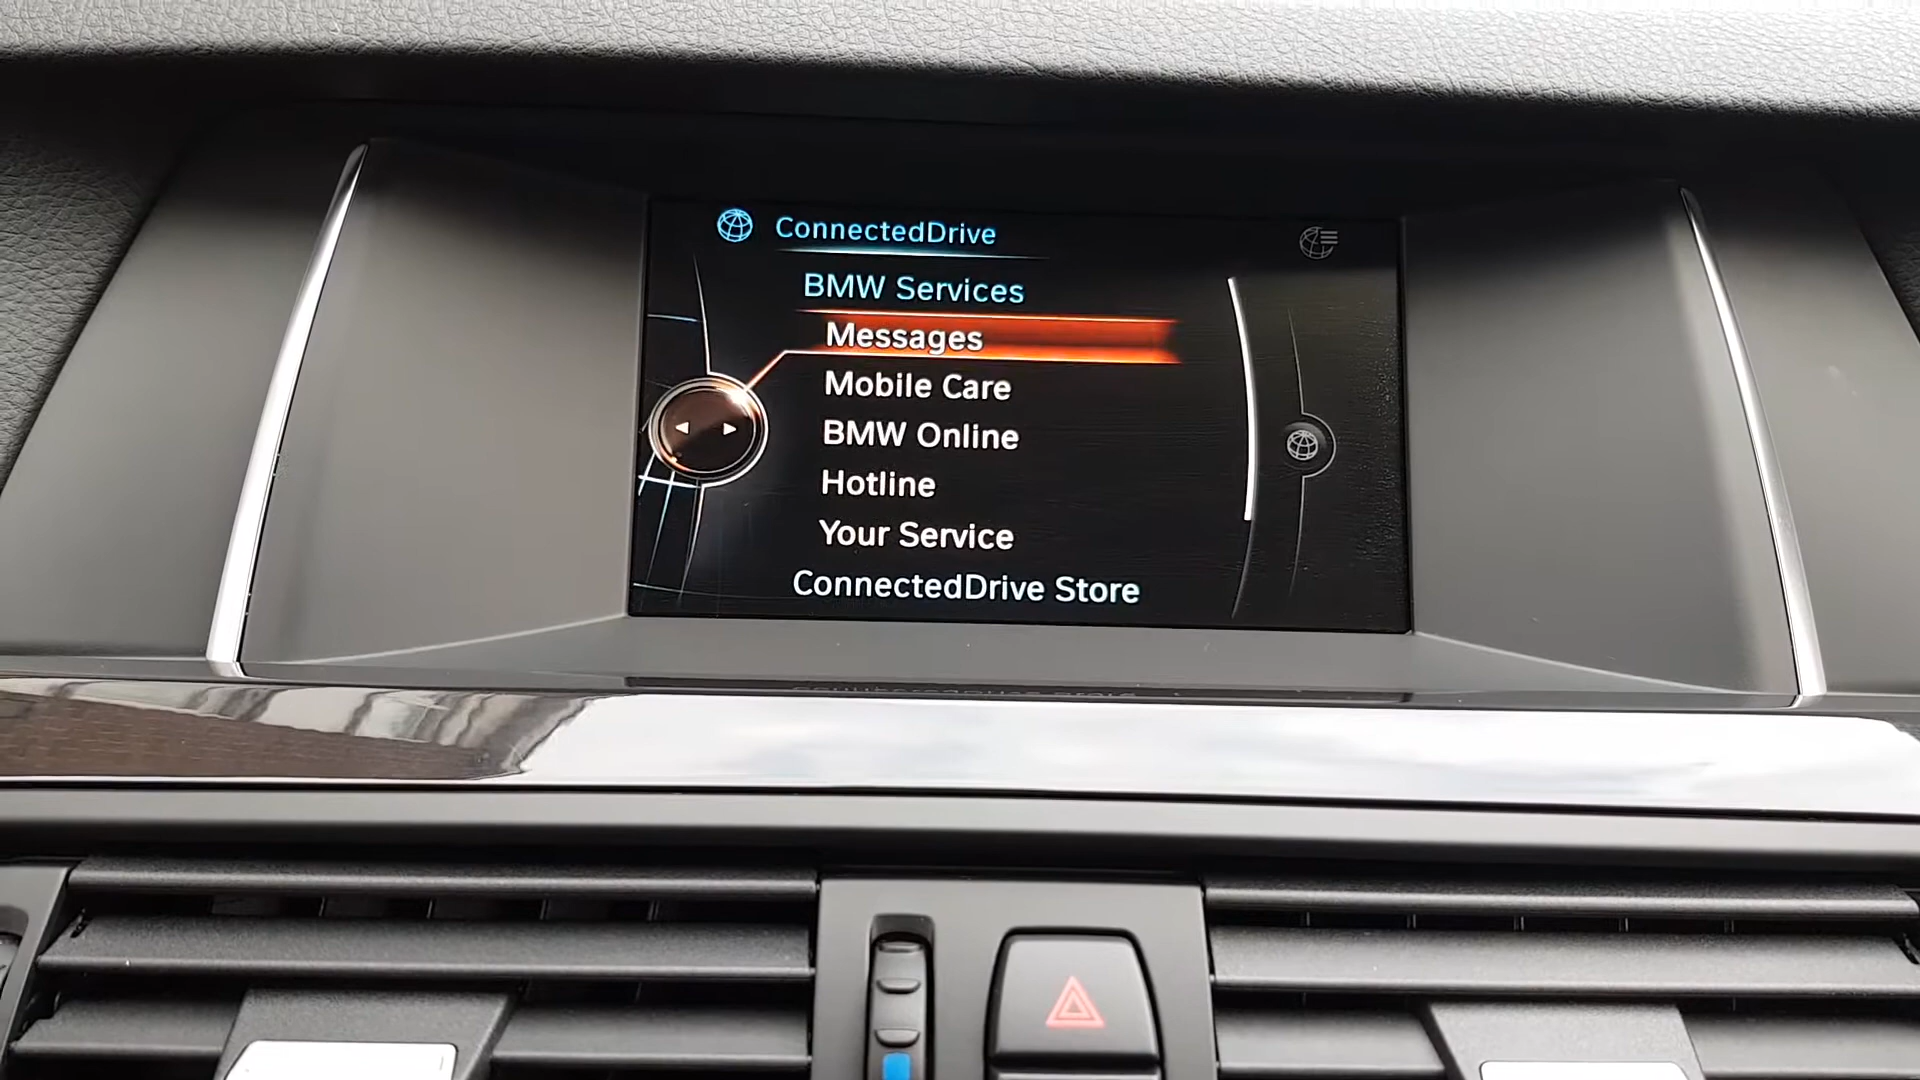 ConnectedDrive
BMW Services
Messages
Mobile Care
BMW Online
Hotline
Your Service
ConnectedDrive Store